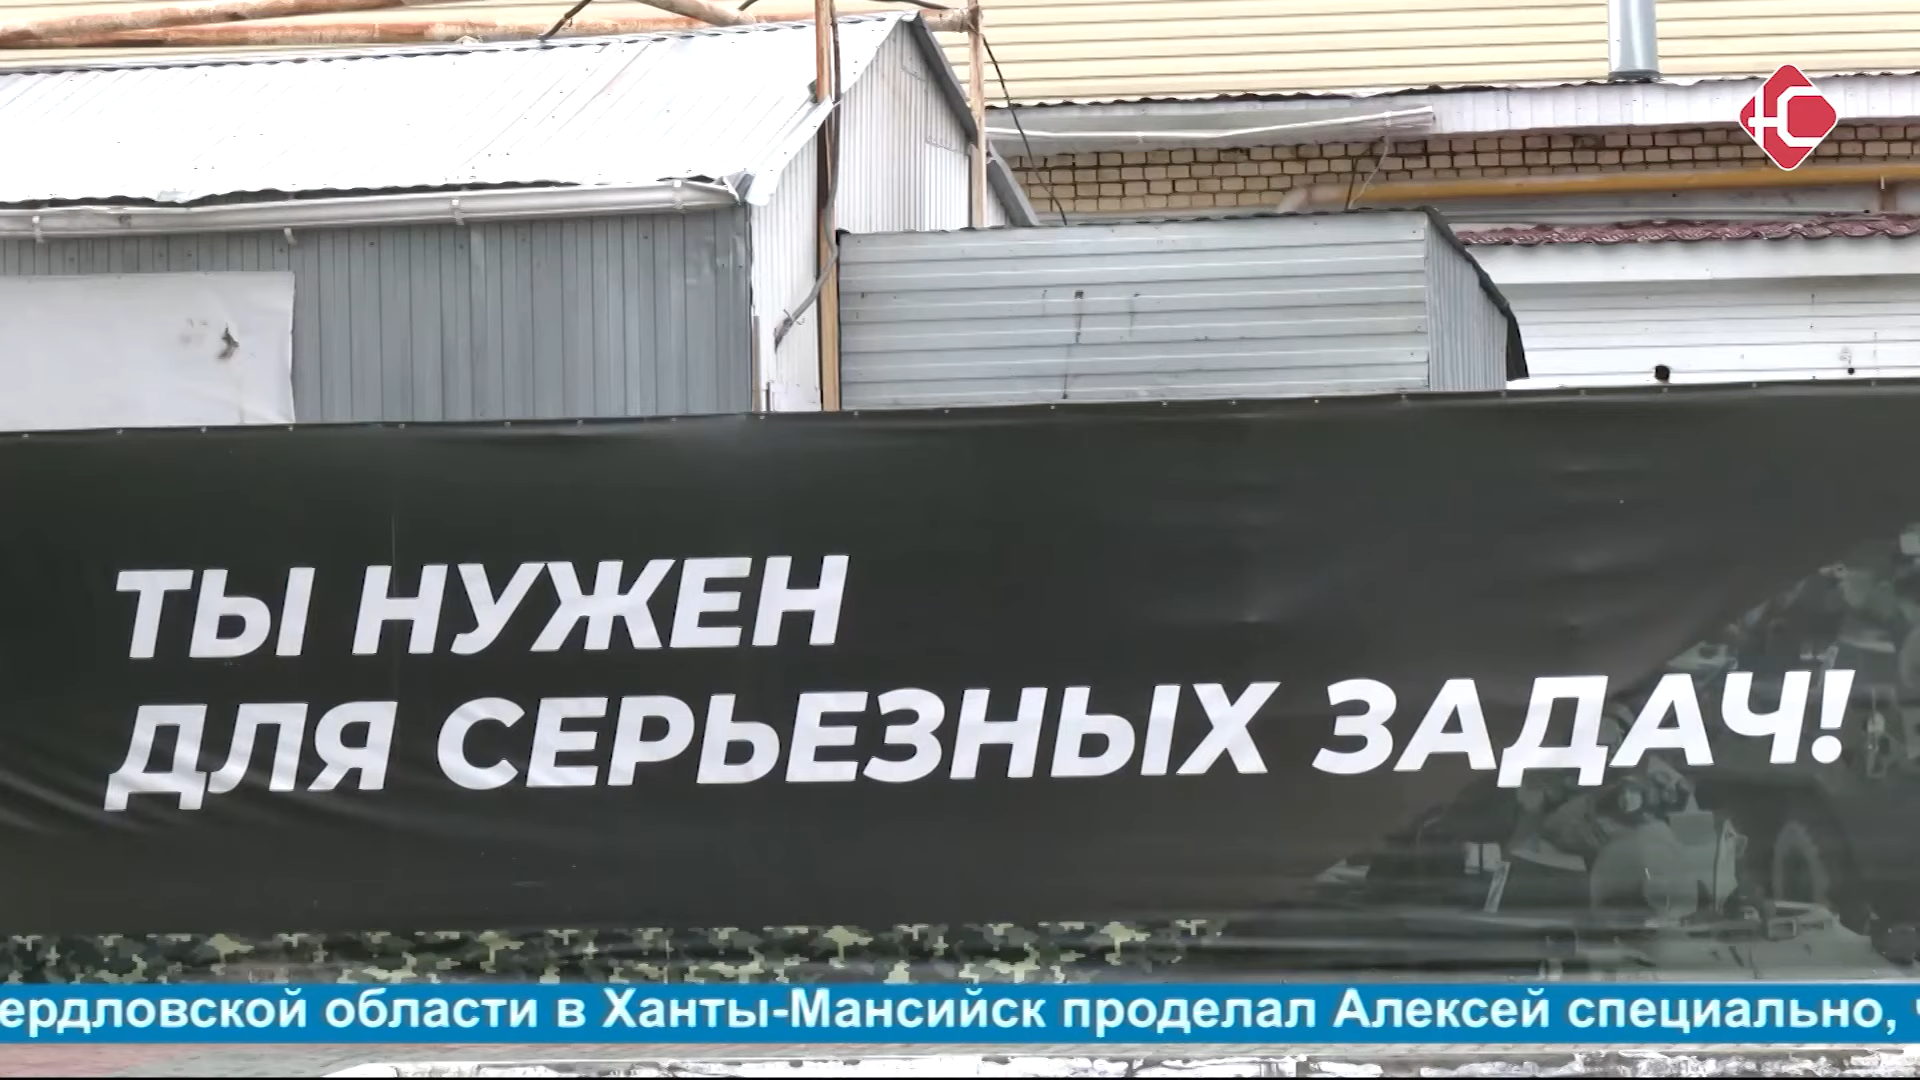 ТЫ НУЖЕН
ДЛЯ СЕРЬЕЗНЫХ ЗАДАЧ!
ердловской области в Ханты-Мансийск проделал Алексей специально,